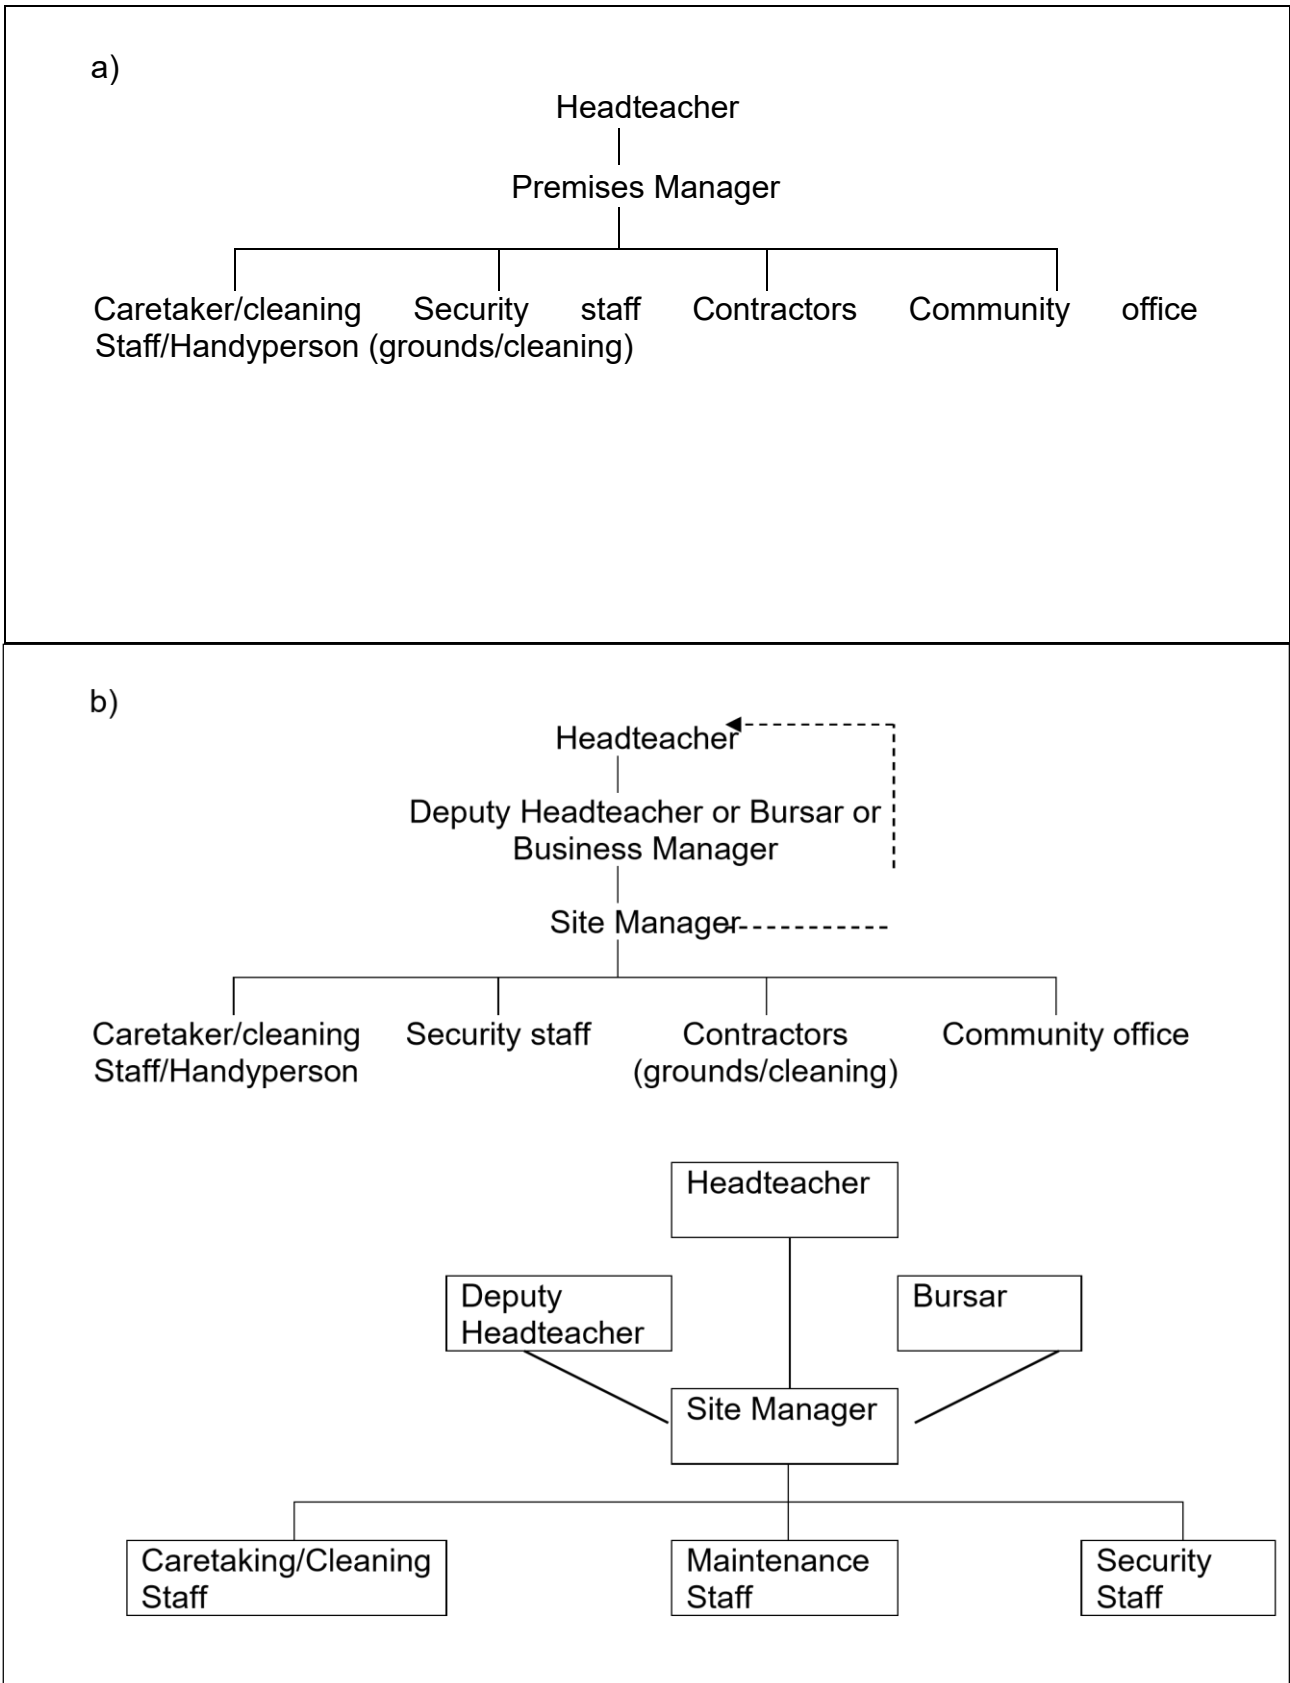 a)
Headteacher
Premises Manager
Caretaker/cleaning Security staff Contractors Community office
Staff/Handyperson (grounds/cleaning)
b)
Headteacher
Deputy Headteacher or Bursar or
Business Manager
Site Manager
Caretaker/cleaning Security staff Contractors Community office
Staff/Handyperson (grounds/cleaning)
Headteacher
Deputy
Headteacher
Bursar
Site Manager
Caretaking/Cleaning
Staff
Maintenance
Staff
Security
Staff